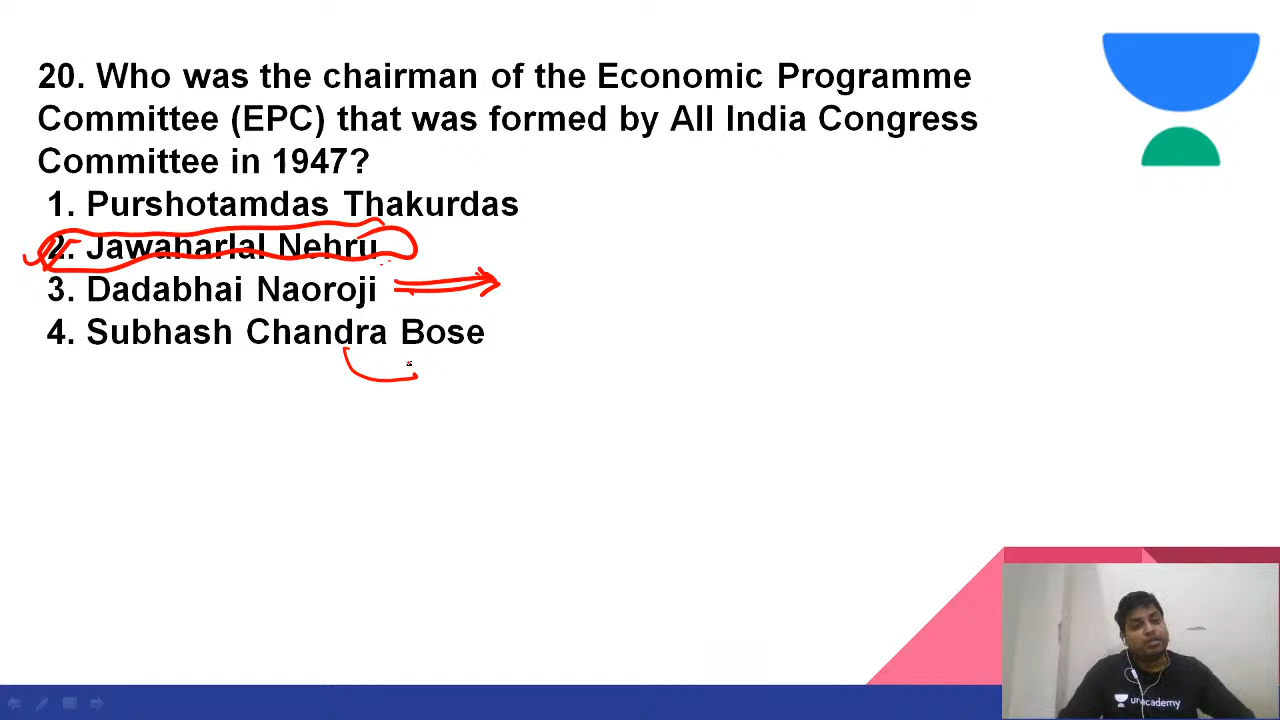 20. Who was the chairman of the Economic Programme
Committee (EPC) that was formed by All India Congress
Committee in 1947?
1. Purshotamdas Thakurdas
2. Jawaharlal Nehru
3. Dadabhai Naoroji
4. Subhash Chandra Bose
unacademy